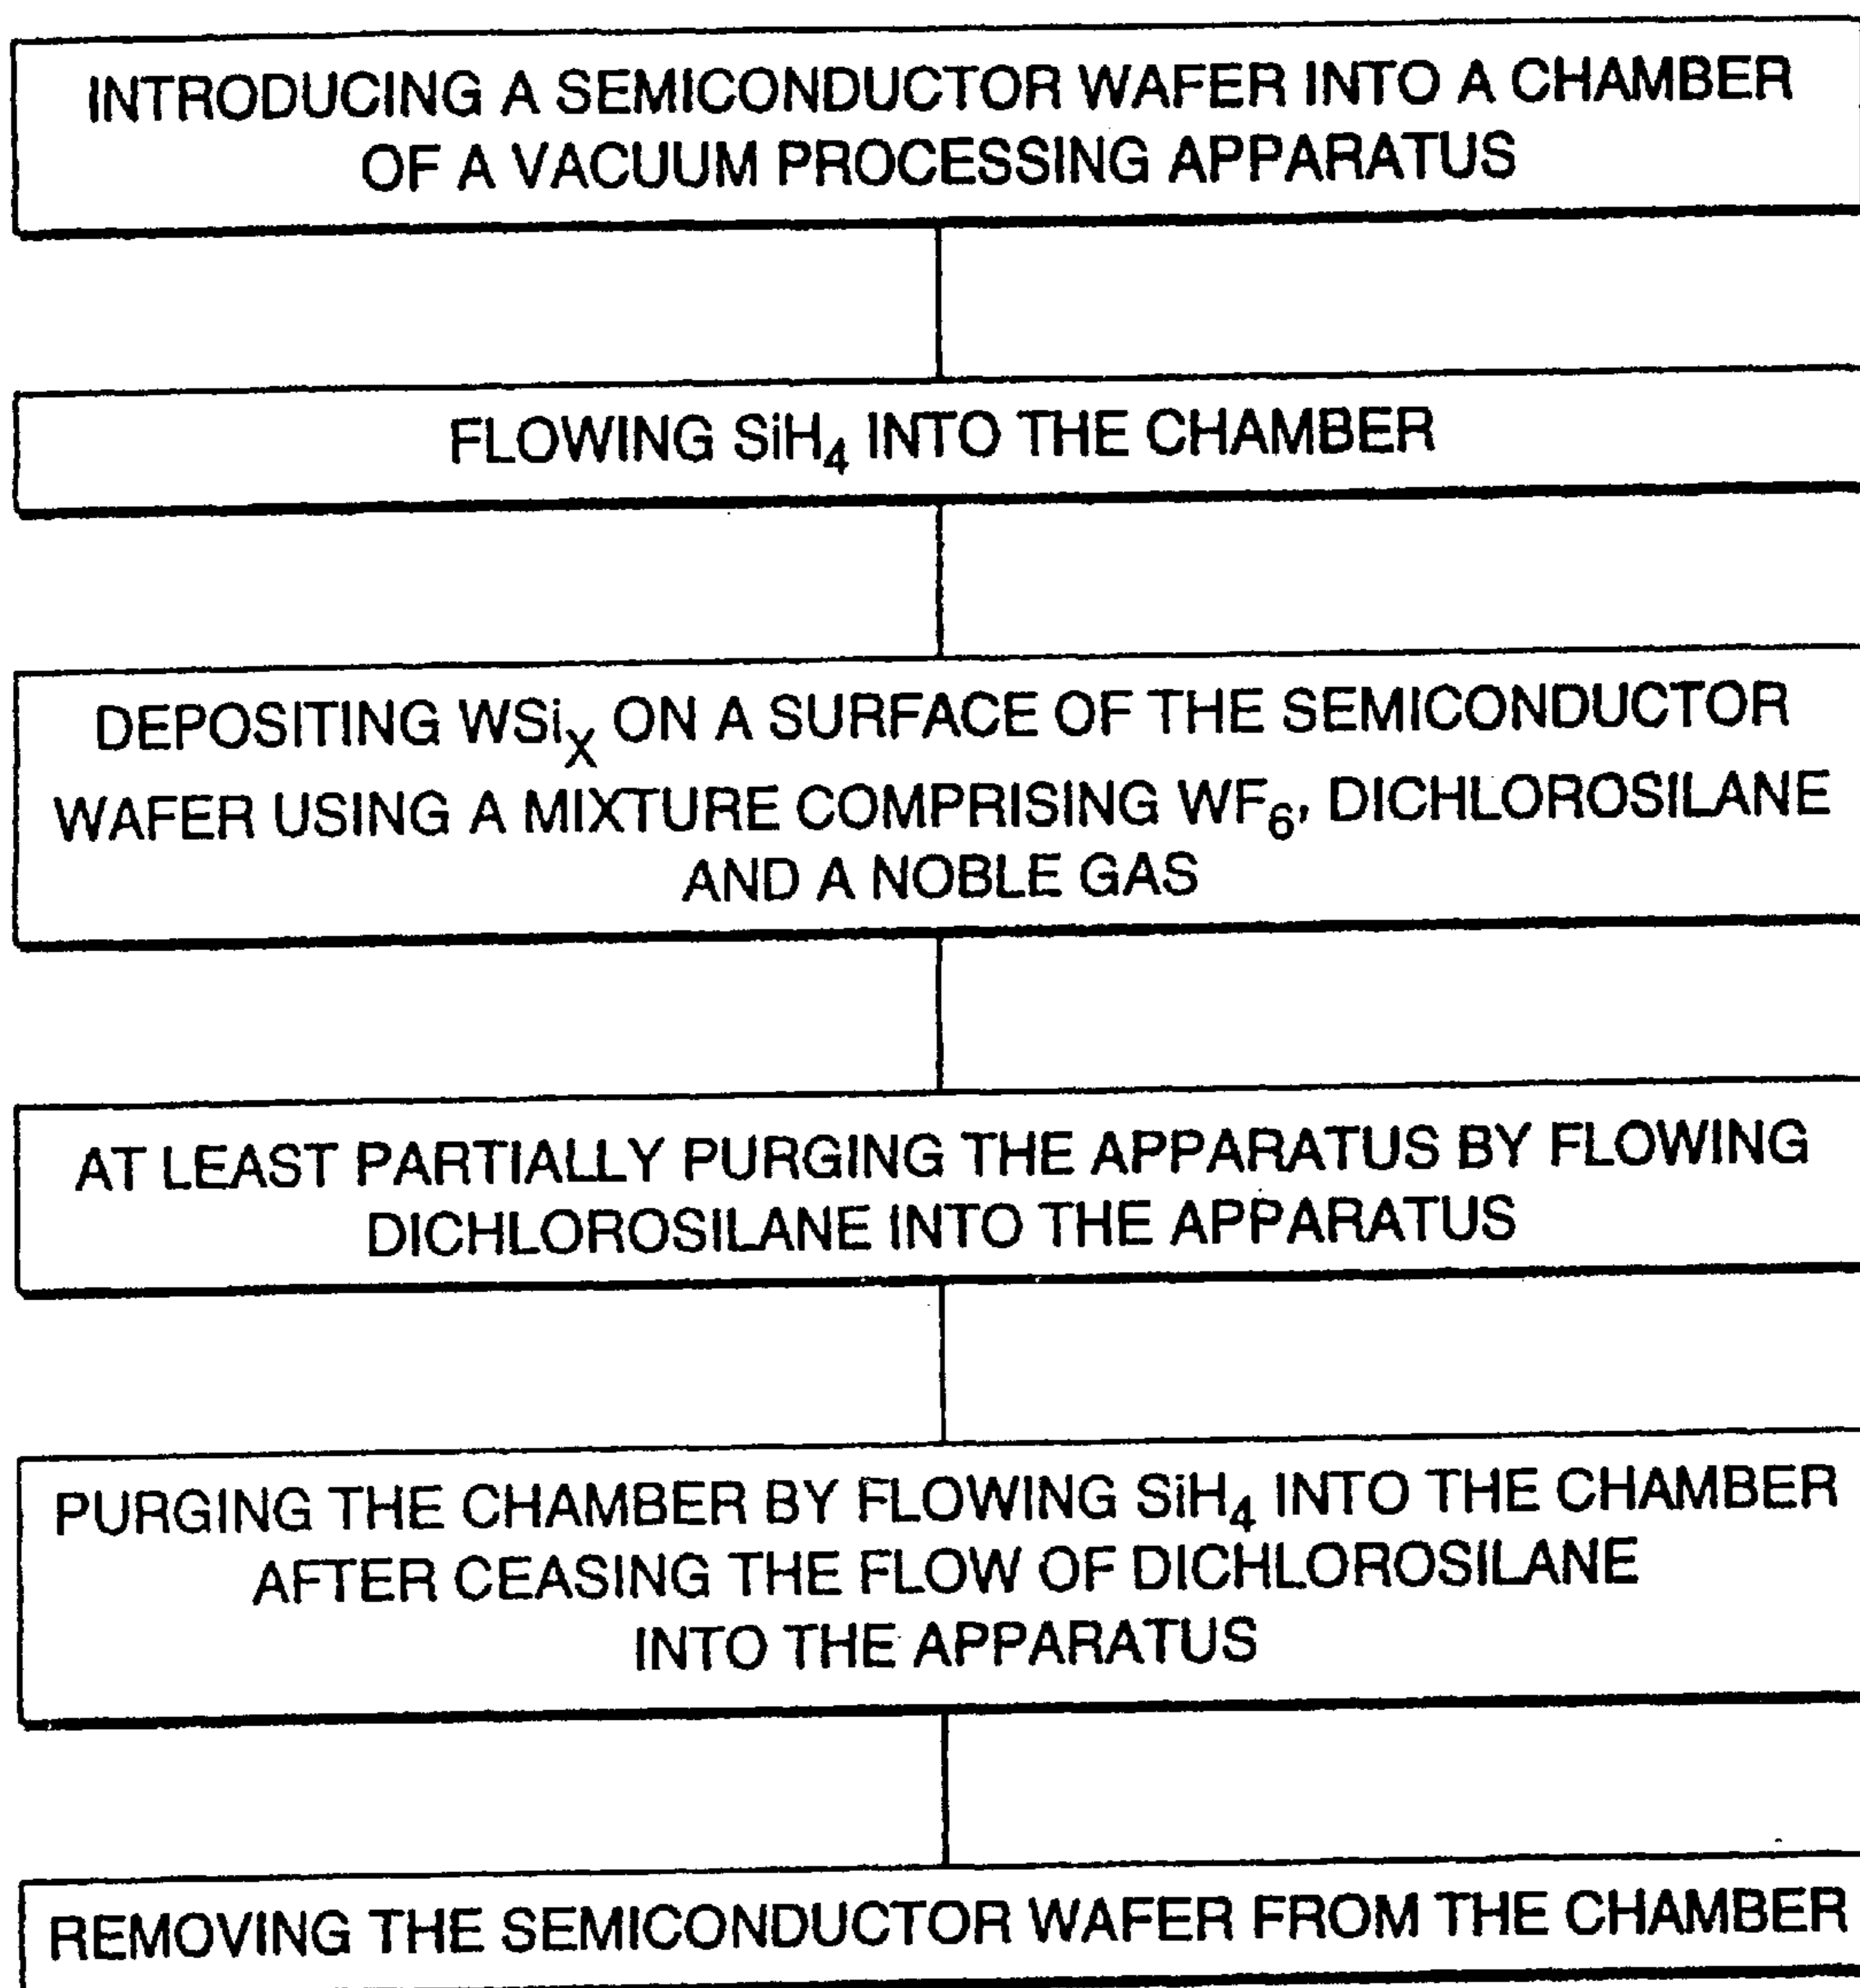 INTRODUCING A SEMICONDUCTOR WAFER INTO A CHAMBER
OF A VACUUM PROCESSING APPARATUS
FLOWING SiH₄ INTO THE CHAMBER
DEPOSITING WSiₓ ON A SURFACE OF THE SEMICONDUCTOR
WAFER USING A MIXTURE COMPRISING WF₆, DICHLOROSILANE
AND A NOBLE GAS
AT LEAST PARTIALLY PURGING THE APPARATUS BY FLOWING
DICHLOROSILANE INTO THE APPARATUS
PURGING THE CHAMBER BY FLOWING SiH₄ INTO THE CHAMBER
AFTER CEASING THE FLOW OF DICHLOROSILANE
INTO THE APPARATUS
REMOVING THE SEMICONDUCTOR WAFER FROM THE CHAMBER